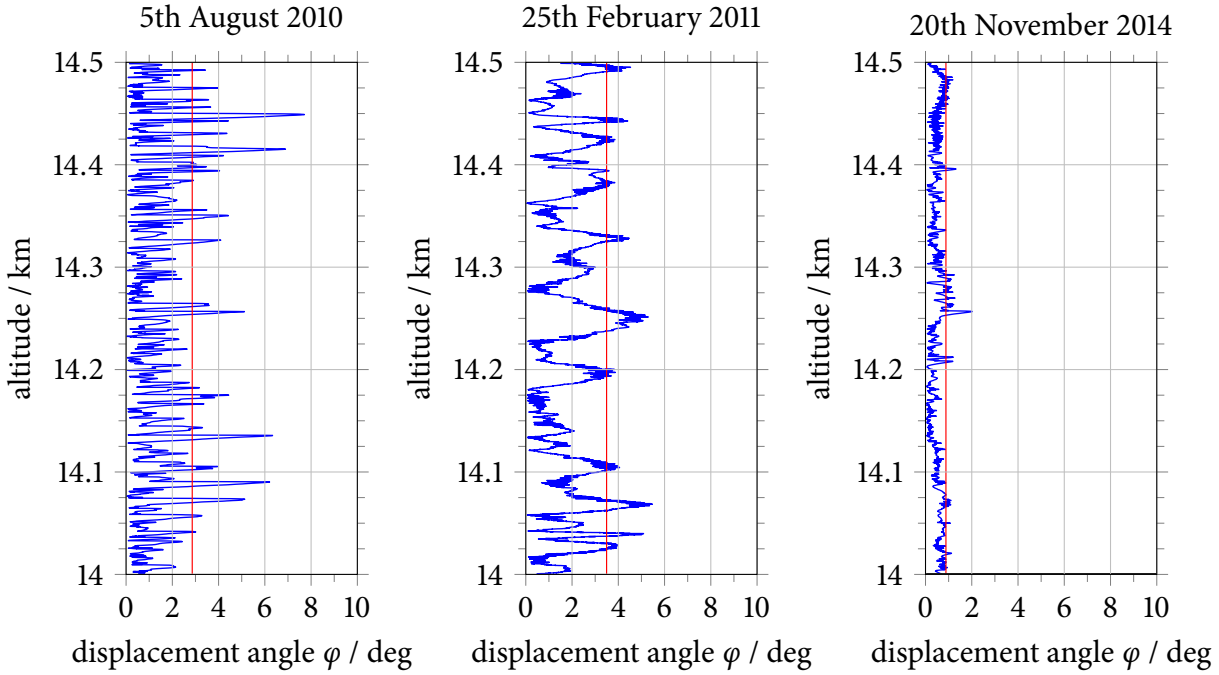 5th August 2010
14.5
14.4
14.3
14.2
14.1
14
0 2 4 6 8 10
altitude / km
displacement angle φ / deg
25th February 2011
14.5
14.4
14.3
14.2
14.1
14
0 2 4 6 8 10
altitude / km
displacement angle φ / deg
20th November 2014
14.5
14.4
14.3
14.2
14.1
14
0 2 4 6 8 10
altitude / km
displacement angle φ / deg